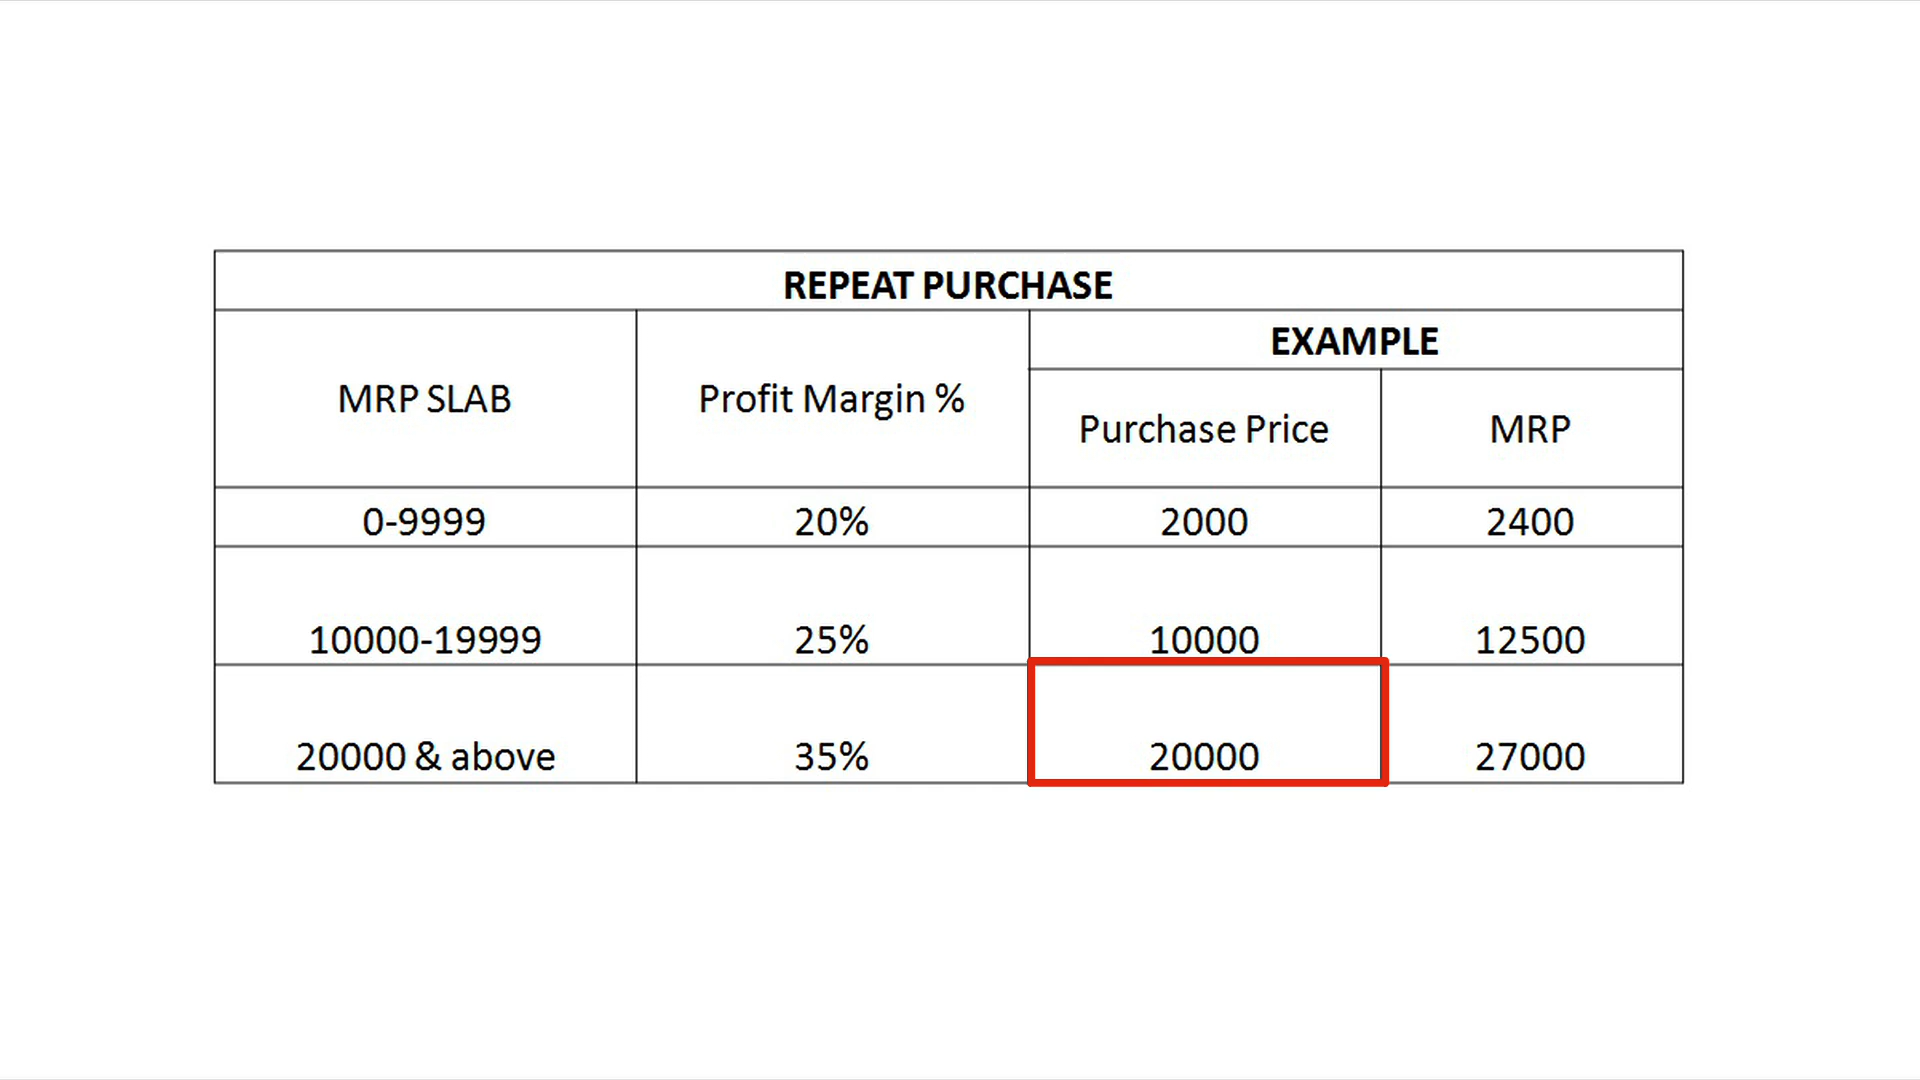 REPEAT PURCHASE
MRP SLAB
Profit Margin %
EXAMPLE
Purchase Price
MRP
0-9999
20%
2000
2400
10000-19999
25%
10000
12500
20000 & above
35%
20000
27000